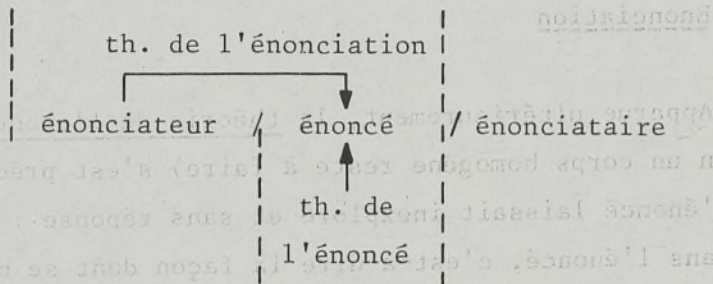 th. de l'énonciation
énonciateur / énoncé / énonciataire
th. de
l'énoncé